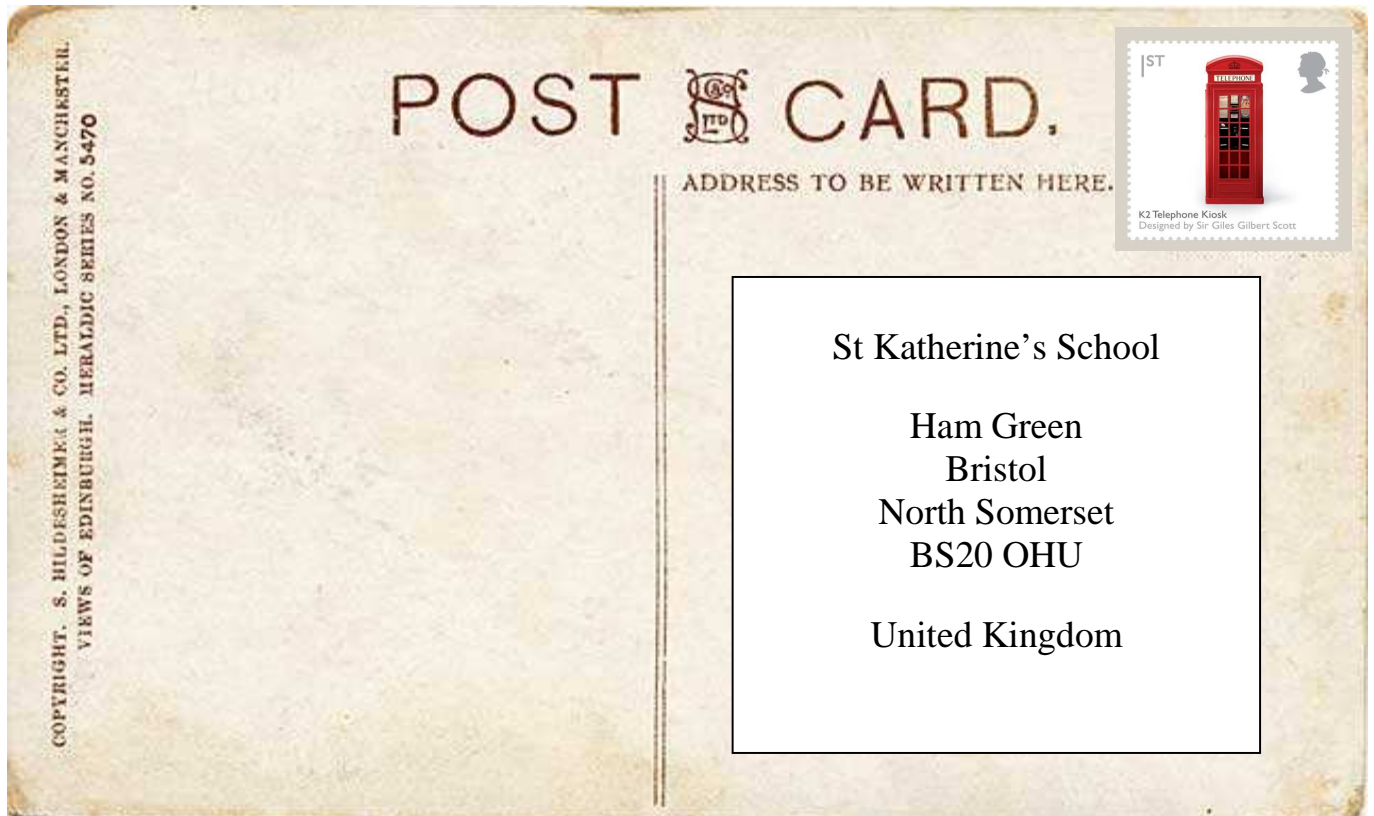 COPYRIGHT. S. HILDESHEIMER & CO. LTD., LONDON & MANCHESTER.
VIEWS OF EDINBURGH. HERALDIC SERIES NO. 5470
POST CARD.
ADDRESS TO BE WRITTEN HERE.
1ST
TELEPHONE
K2 Telephone Kiosk
Designed by Sir Giles Gilbert Scott
St Katherine’s School
Ham Green
Bristol
North Somerset
BS20 OHU
United Kingdom